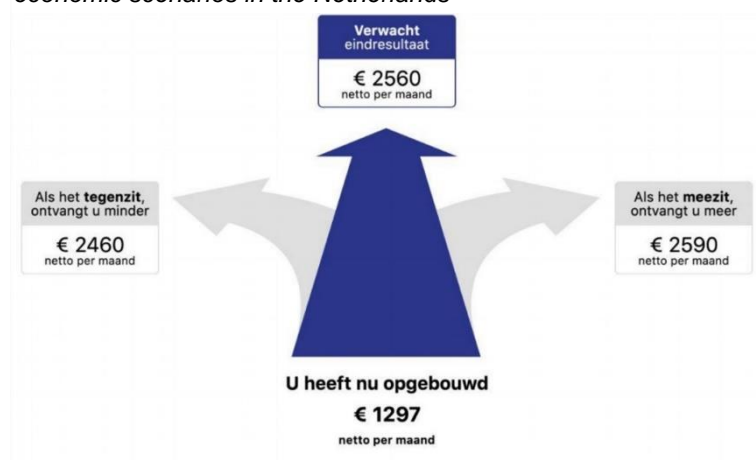 economic scenarios in the Netherlands
Verwacht
eindresultaat
€ 2560
netto per maand
Als het tegenzit,
ontvangt u minder
€ 2460
netto per maand
Als het meezit,
ontvangt u meer
€ 2590
netto per maand
U heeft nu opgebouwd
€ 1297
netto per maand